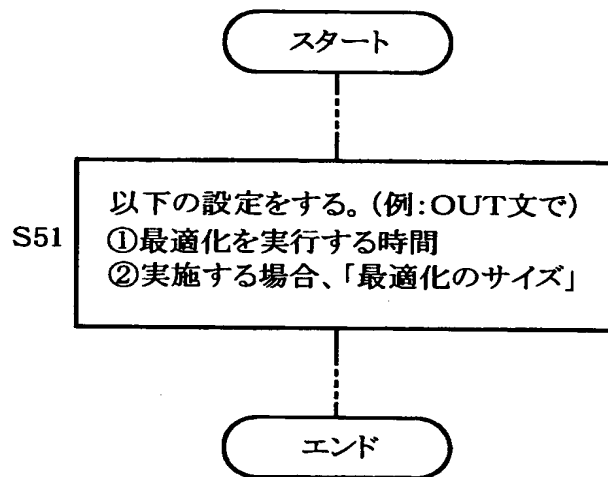 スタート
S51
以下の設定をする。(例:OUT文で)
①最適化を実行する時間
②実施する場合、「最適化のサイズ」
エンド